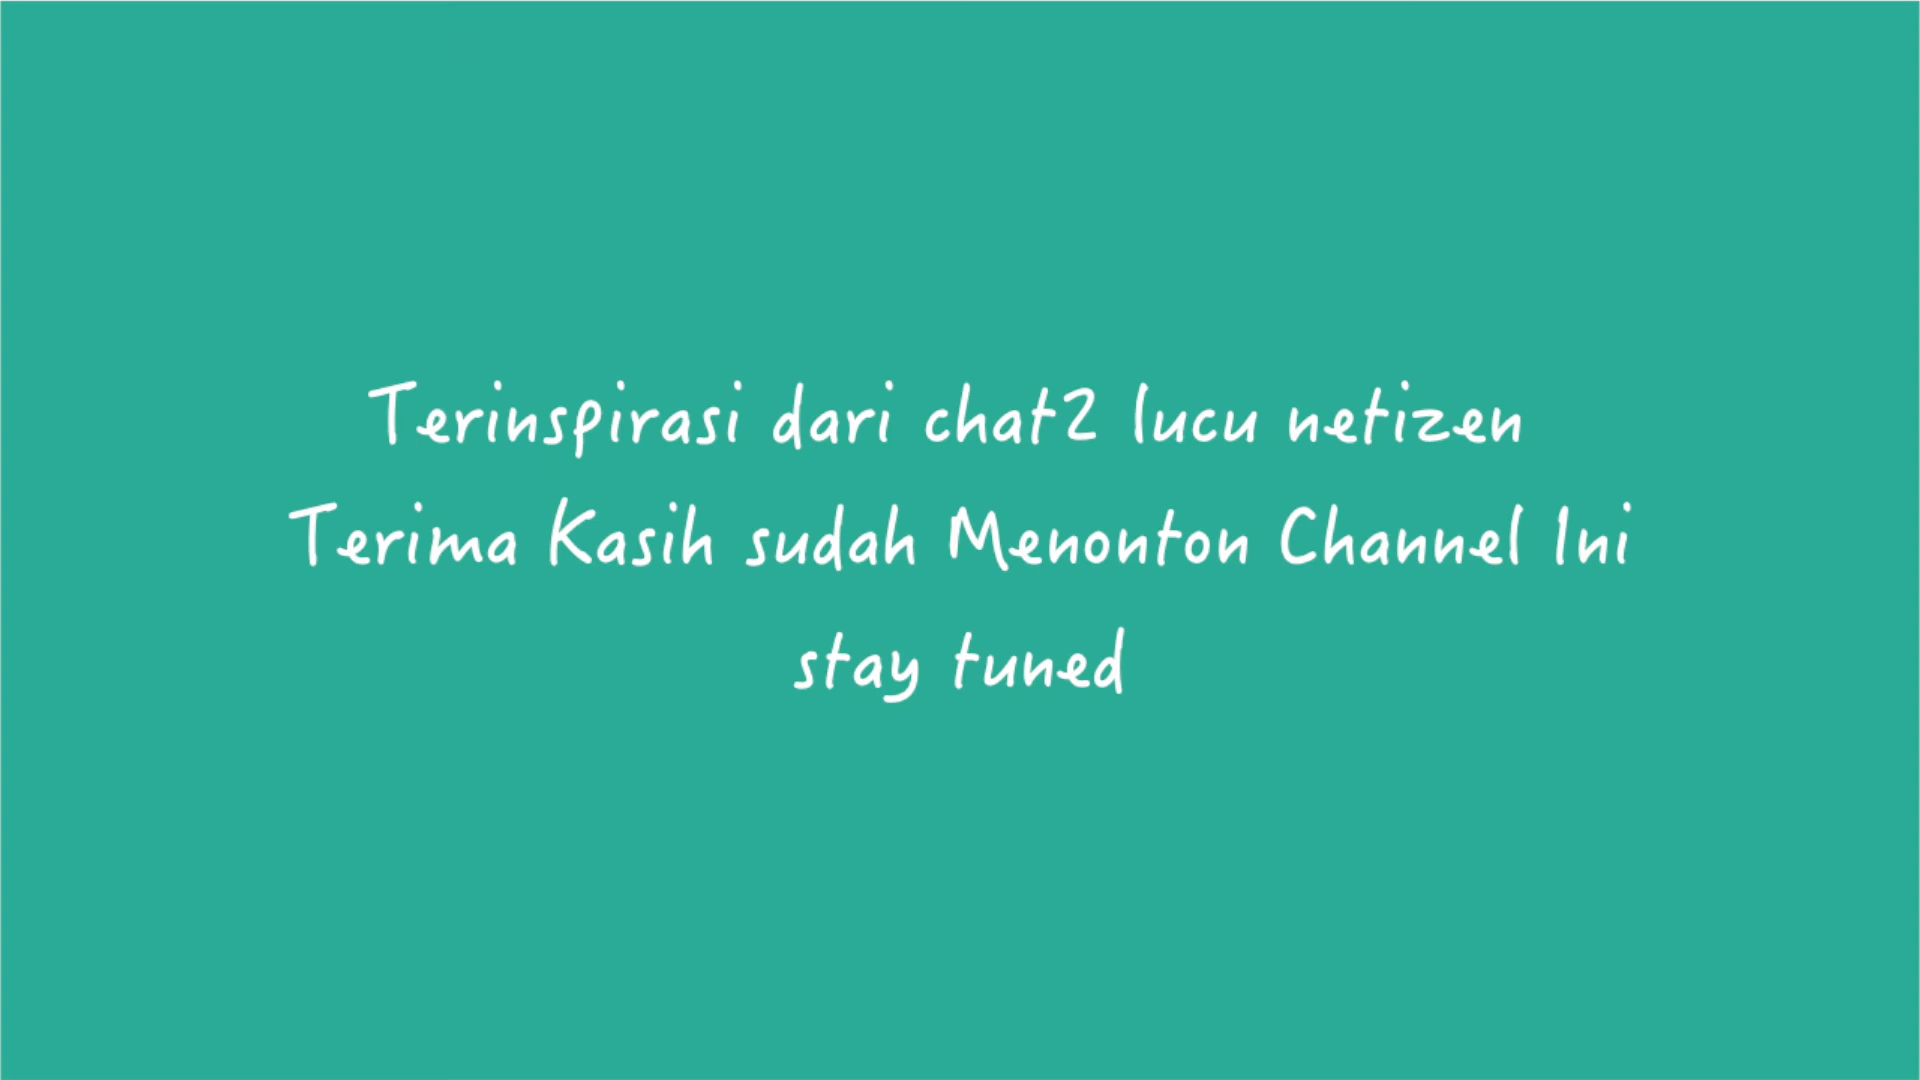 Terinspirasi dari chat2 lucu netizen
Terima Kasih sudah Menonton Channel Ini
stay tuned